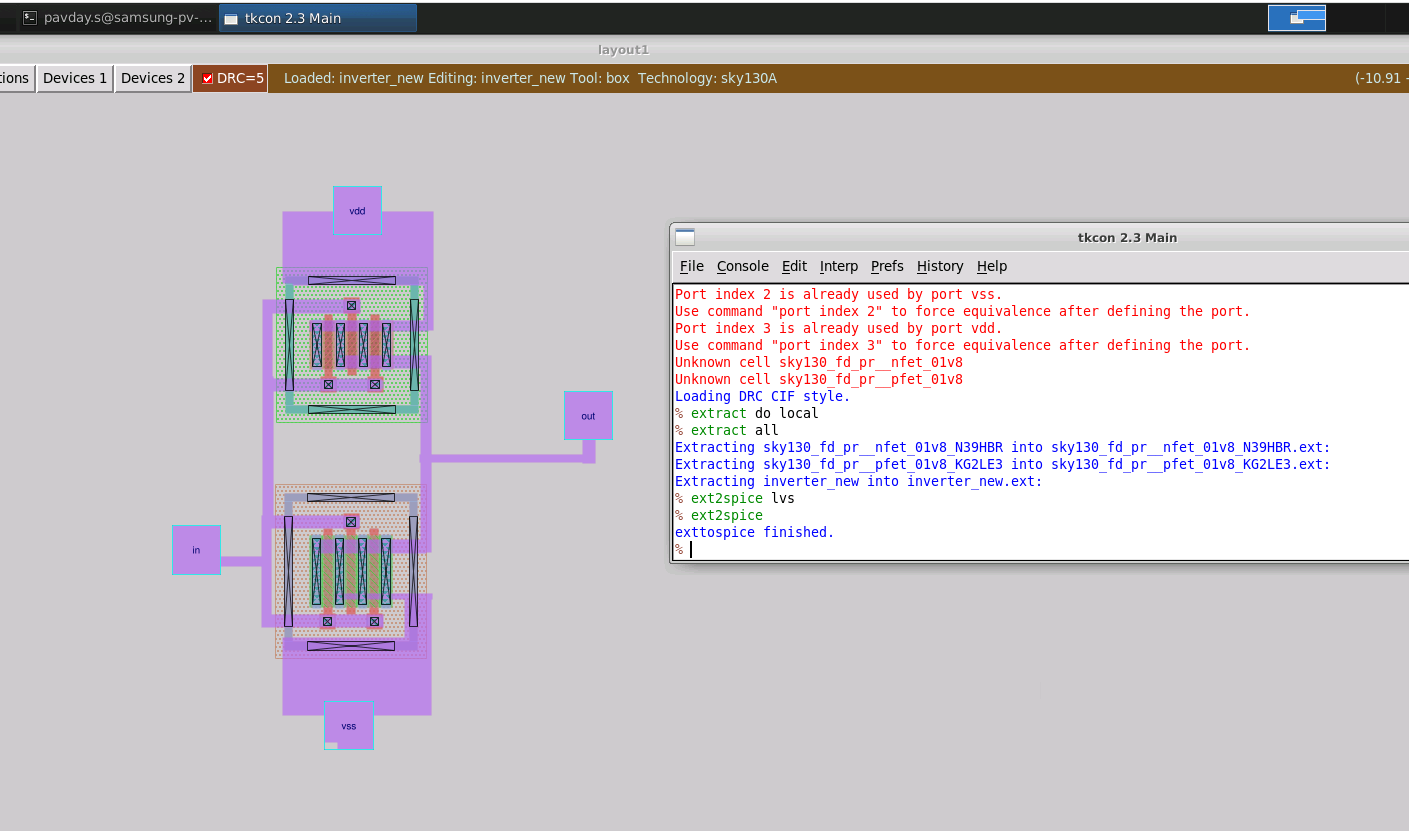 pavday.s@samsung-pv-...
tkcon 2.3 Main
layout1
tions
Devices 1
Devices 2
DRC=5
Loaded: inverter_new Editing: inverter_new Tool: box Technology: sky130A
(-10.91 -
vdd
out
in
vss
tkcon 2.3 Main
File Console Edit Interp Prefs History Help
Port index 2 is already used by port vss.
Use command "port index 2" to force equivalence after defining the port.
Port index 3 is already used by port vdd.
Use command "port index 3" to force equivalence after defining the port.
Unknown cell sky130_fd_pr__nfet_01v8
Unknown cell sky130_fd_pr__pfet_01v8
Loading DRC CIF style.
% extract do local
% extract all
Extracting sky130_fd_pr__nfet_01v8_N39HBR into sky130_fd_pr__nfet_01v8_N39HBR.ext:
Extracting sky130_fd_pr__pfet_01v8_KG2LE3 into sky130_fd_pr__pfet_01v8_KG2LE3.ext:
Extracting inverter_new into inverter_new.ext:
% ext2spice lvs
% ext2spice
exttospice finished.
%